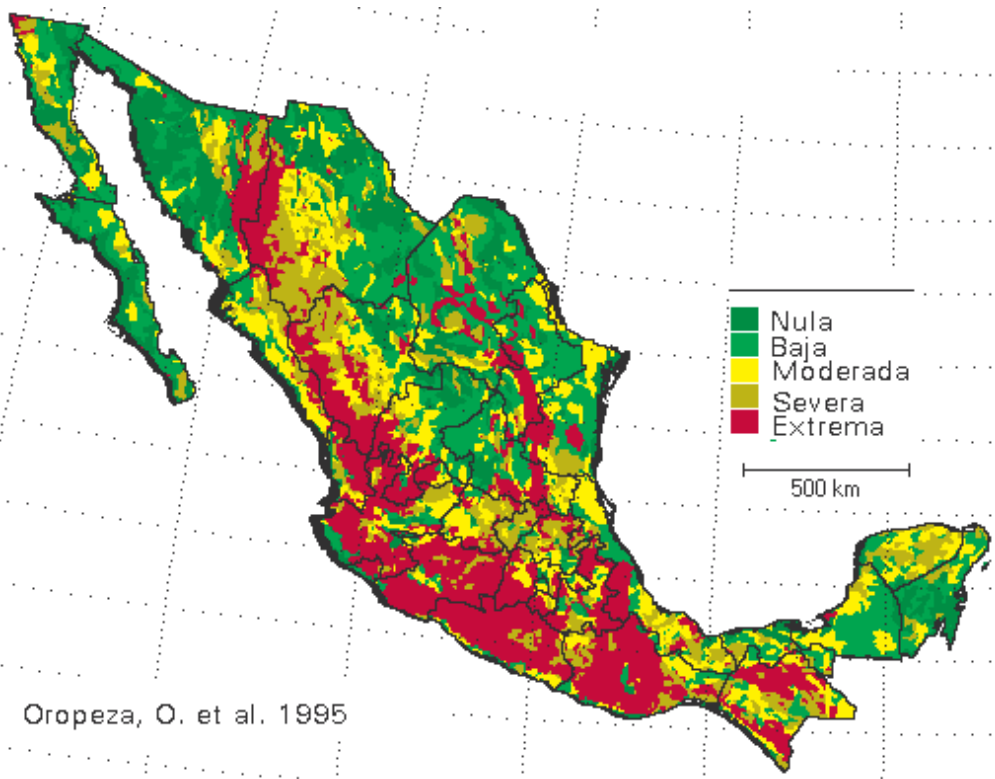 Nula
Baja
Moderada
Severa
Extrema
500 km
Oropeza, O. et al. 1995